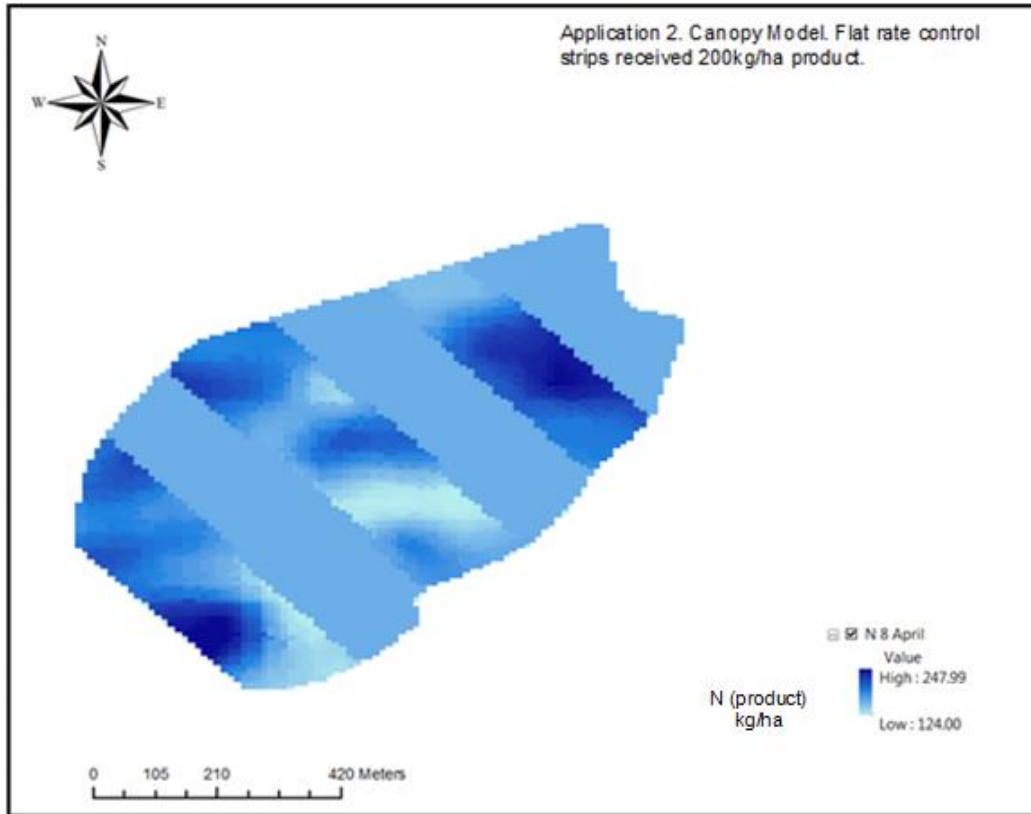 Application 2. Canopy Model. Flat rate control
strips received 200kg/ha product.
N
W
E
S
N 8 April
Value
High : 247.99
Low : 124.00
N (product)
kg/ha
0 105 210 420 Meters